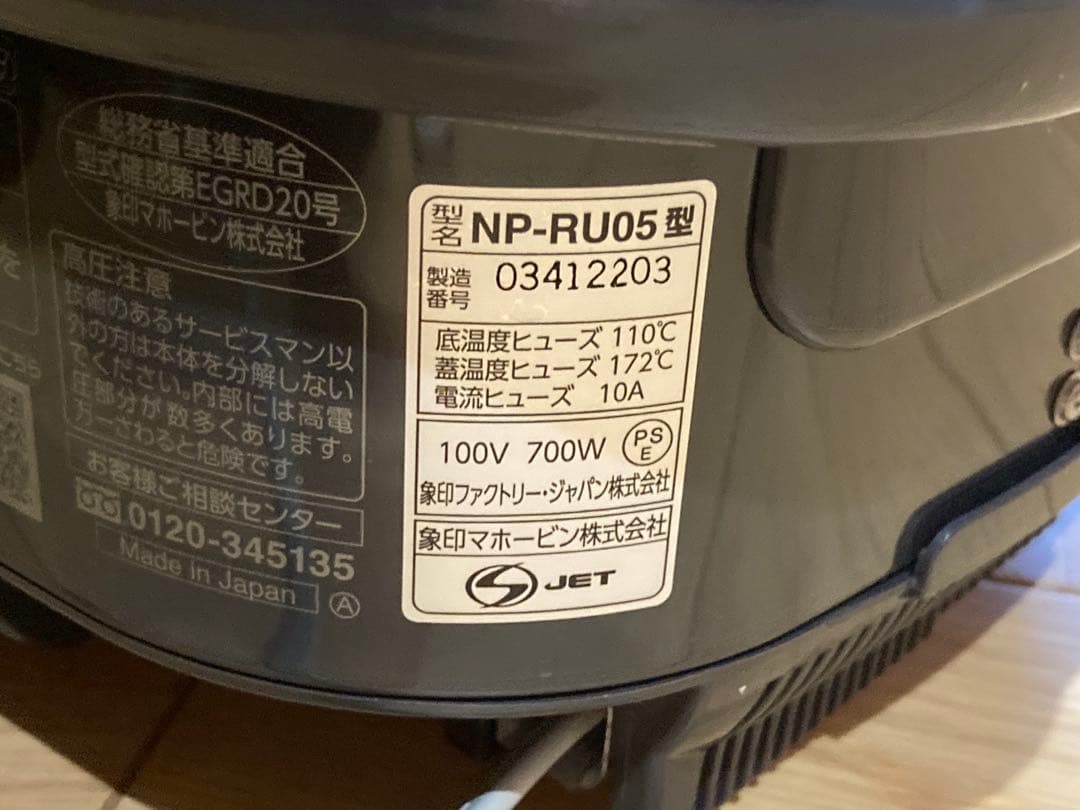 総務省基準適合
型式確認第EGRD20号
象印マホービン株式会社
を
こちら
高圧注意
技術のあるサービスマン以
外の方は本体を分解しない
でください。内部には高電
圧部分が数多くあります。
万一さわると危険です。
お客様ご相談センター
0120-345135
Made in Japan
A
型名 NP-RU05型
製造番号 03412203
底温度ヒューズ 110℃
蓋温度ヒューズ 172℃
電流ヒューズ 10A
100V 700W PSE
象印ファクトリー・ジャパン株式会社
象印マホービン株式会社
S JET